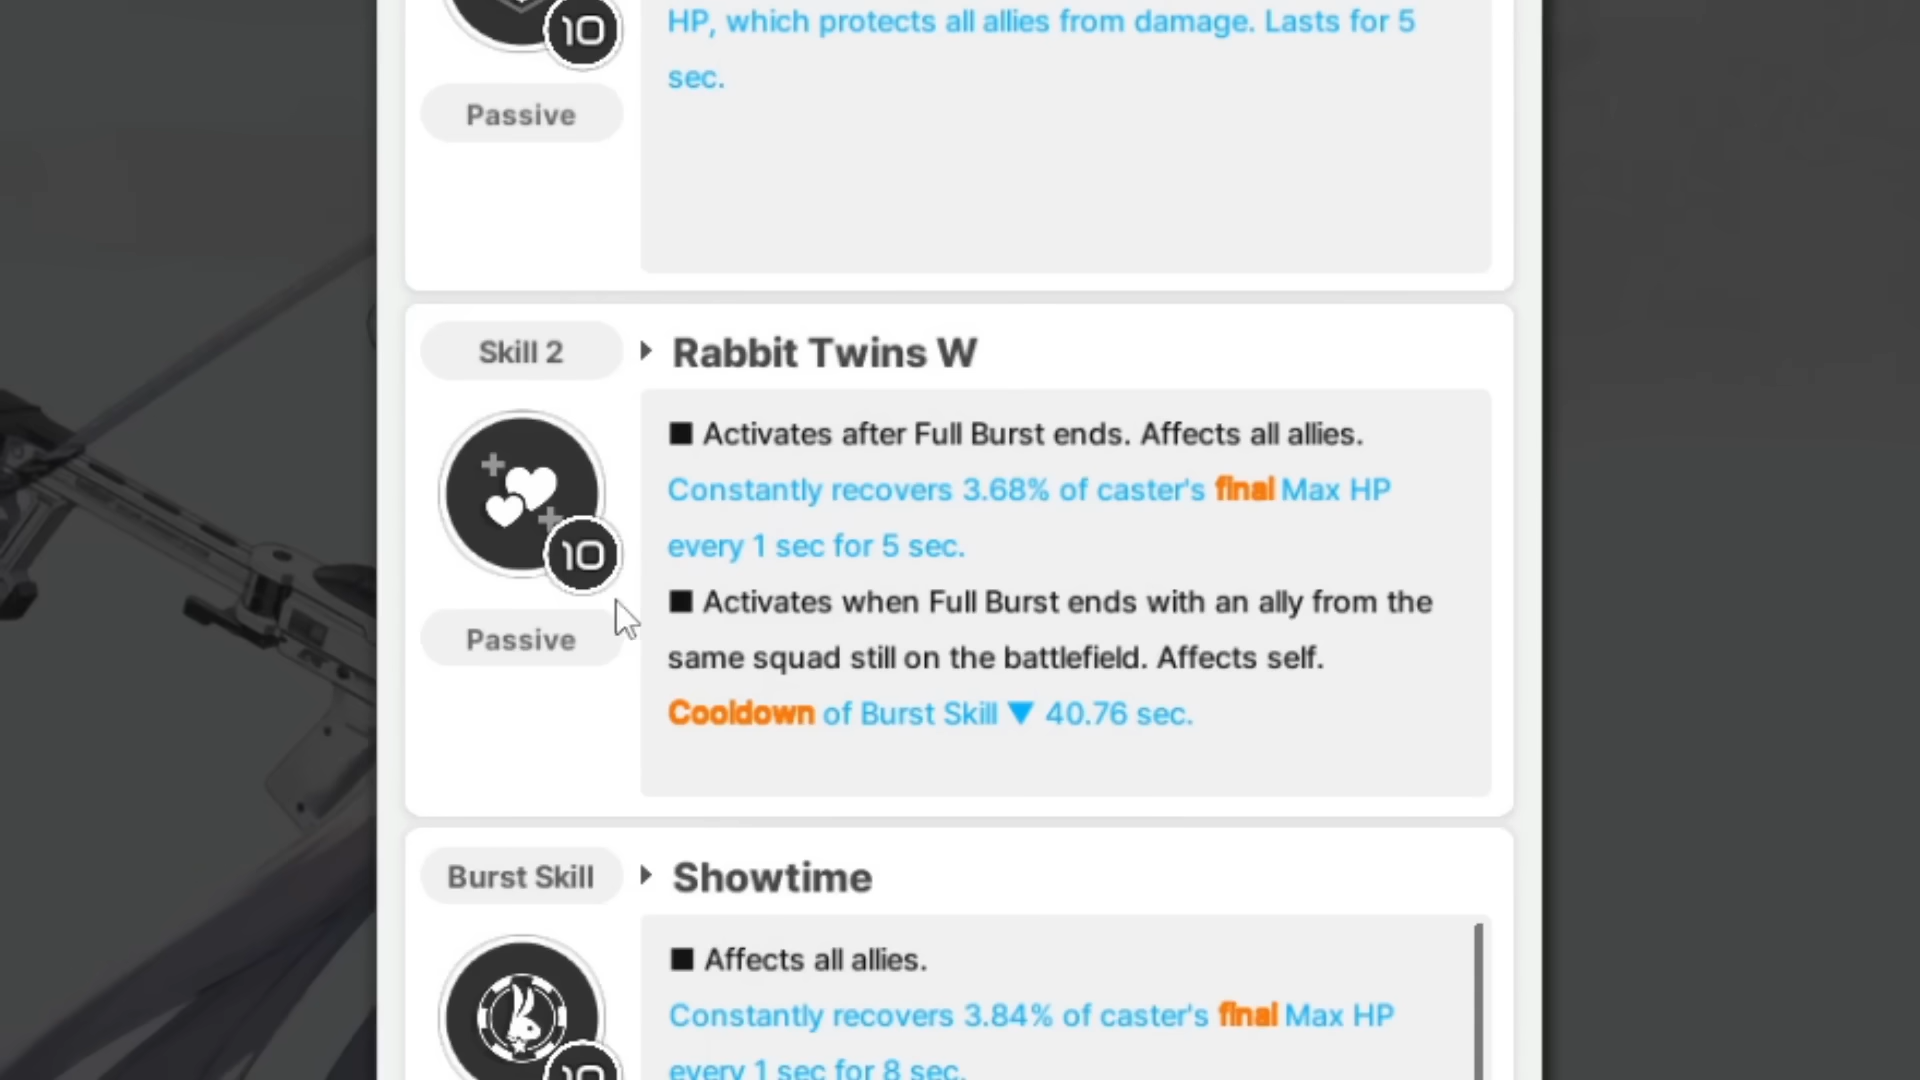 10
HP, which protects all allies from damage. Lasts for 5
sec.
Passive
Skill 2
Rabbit Twins W
■ Activates after Full Burst ends. Affects all allies.
Constantly recovers 3.68% of caster's final Max HP
every 1 sec for 5 sec.
10
■ Activates when Full Burst ends with an ally from the
same squad still on the battlefield. Affects self.
Passive
Cooldown of Burst Skill ▼ 40.76 sec.
Burst Skill
Showtime
■ Affects all allies.
Constantly recovers 3.84% of caster's final Max HP
every 1 sec for 8 sec.
10